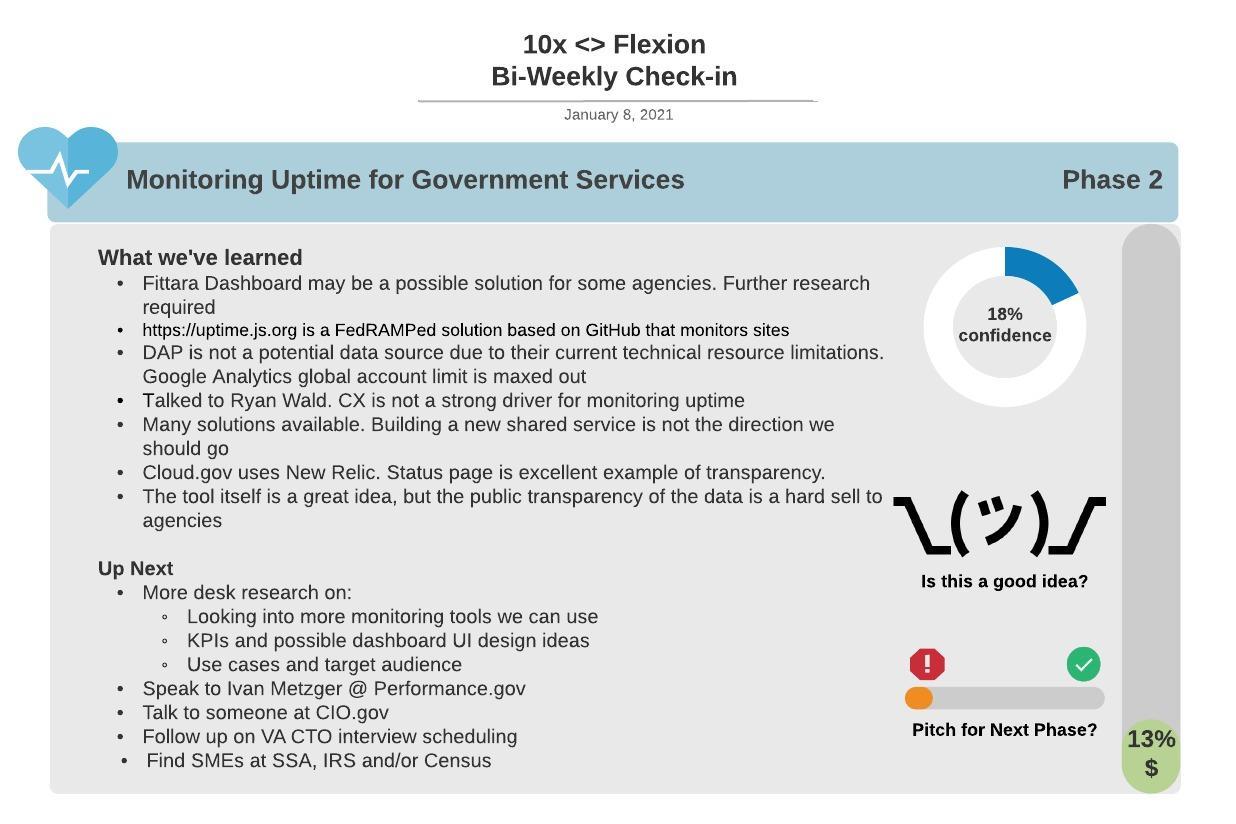 10x <> Flexion
Bi-Weekly Check-in
January 8, 2021
Monitoring Uptime for Government Services
Phase 2
What we've learned
• Fittara Dashboard may be a possible solution for some agencies. Further research
required
• https://uptime.js.org is a FedRAMPed solution based on GitHub that monitors sites
• DAP is not a potential data source due to their current technical resource limitations.
Google Analytics global account limit is maxed out
• Talked to Ryan Wald. CX is not a strong driver for monitoring uptime
• Many solutions available. Building a new shared service is not the direction we
should go
• Cloud.gov uses New Relic. Status page is excellent example of transparency.
• The tool itself is a great idea, but the public transparency of the data is a hard sell to
agencies
Up Next
• More desk research on:
◦ Looking into more monitoring tools we can use
◦ KPIs and possible dashboard UI design ideas
◦ Use cases and target audience
• Speak to Ivan Metzger @ Performance.gov
• Talk to someone at CIO.gov
• Follow up on VA CTO interview scheduling
• Find SMEs at SSA, IRS and/or Census
18%
confidence
¯\_(ツ)_/¯
Is this a good idea?
!
Pitch for Next Phase?
13%
$